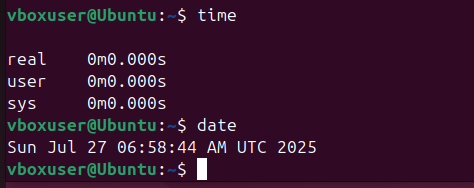 vboxuser@Ubuntu:~$ time

real    0m0.000s
user    0m0.000s
sys     0m0.000s
vboxuser@Ubuntu:~$ date
Sun Jul 27 06:58:44 AM UTC 2025
vboxuser@Ubuntu:~$